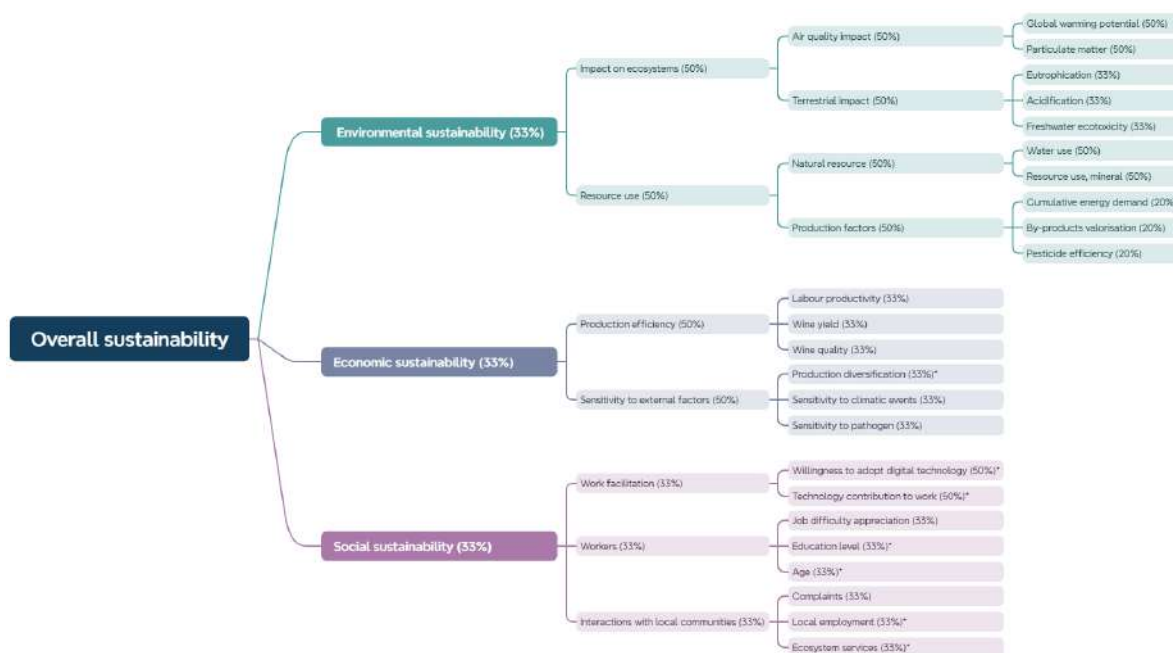 Overall sustainability
Environmental sustainability (33%)
Impact on ecosystems (50%)
Air quality impact (50%)
Global warming potential (50%)
Particulate matter (50%)
Terrestrial impact (50%)
Eutrophication (33%)
Acidification (33%)
Freshwater ecotoxicity (33%)
Resource use (50%)
Natural resource (50%)
Water use (50%)
Resource use, mineral (50%)
Production factors (50%)
Cumulative energy demand (20%
By-products valorisation (20%)
Pesticide efficiency (20%)
Economic sustainability (33%)
Production efficiency (50%)
Labour productivity (33%)
Wine yield (33%)
Wine quality (33%)
Sensitivity to external factors (50%)
Production diversification (33%)*
Sensitivity to climatic events (33%)
Sensitivity to pathogen (33%)
Social sustainability (33%)
Work facilitation (33%)
Willingness to adopt digital technology (50%)*
Technology contribution to work (50%)*
Workers (33%)
Job difficulty appreciation (33%)
Education level (33%)*
Age (33%)*
Interactions with local communities (33%)
Complaints (33%)
Local employment (33%)*
Ecosystem services (33%)*